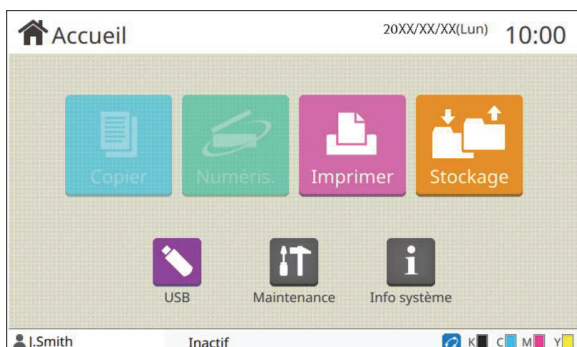 Accueil 20XX/XX/XX(Lun) 10:00
Copier Numéris. Imprimer Stockage
USB Maintenance Info système
J.Smith Inactif K C M Y